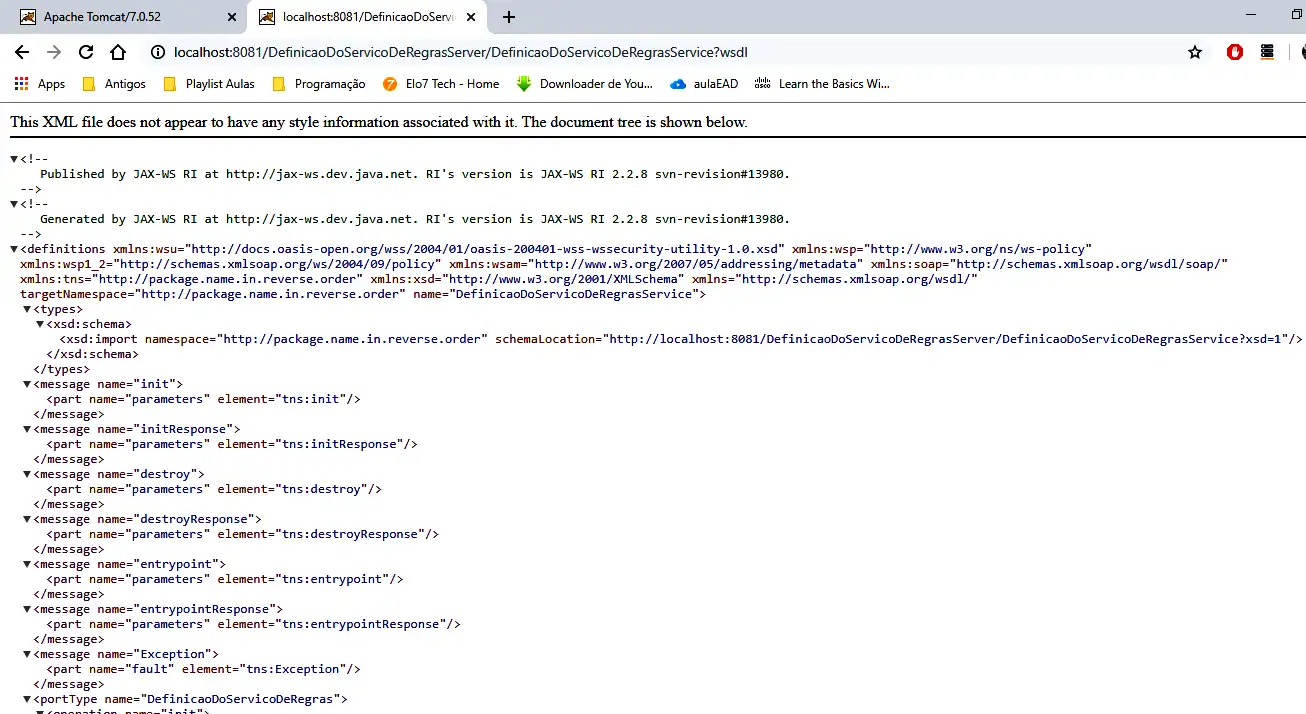 Apache Tomcat/7.0.52
localhost:8081/DefinicaoDoServi
localhost:8081/DefinicaoDoServicoDeRegrasServer/DefinicaoDoServicoDeRegrasService?wsdl
Apps Antigos Playlist Aulas Programação Elo7 Tech - Home Downloader de You... aulaEAD Learn the Basics Wi...
This XML file does not appear to have any style information associated with it. The document tree is shown below.
▼<!--
Published by JAX-WS RI at http://jax-ws.dev.java.net. RI's version is JAX-WS RI 2.2.8 svn-revision#13980.
-->
▼<!--
Generated by JAX-WS RI at http://jax-ws.dev.java.net. RI's version is JAX-WS RI 2.2.8 svn-revision#13980.
-->
▼<definitions xmlns:wsu="http://docs.oasis-open.org/wss/2004/01/oasis-200401-wss-wssecurity-utility-1.0.xsd" xmlns:wsp="http://www.w3.org/ns/ws-policy"
xmlns:wsp1_2="http://schemas.xmlsoap.org/ws/2004/09/policy" xmlns:wsam="http://www.w3.org/2007/05/addressing/metadata" xmlns:soap="http://schemas.xmlsoap.org/wsdl/soap/"
xmlns:tns="http://package.name.in.reverse.order" xmlns:xsd="http://www.w3.org/2001/XMLSchema" xmlns="http://schemas.xmlsoap.org/wsdl/"
targetNamespace="http://package.name.in.reverse.order" name="DefinicaoDoServicoDeRegrasService">
▼<types>
▼<xsd:schema>
<xsd:import namespace="http://package.name.in.reverse.order" schemaLocation="http://localhost:8081/DefinicaoDoServicoDeRegrasServer/DefinicaoDoServicoDeRegrasService?xsd=1"/>
</xsd:schema>
</types>
▼<message name="init">
<part name="parameters" element="tns:init"/>
</message>
▼<message name="initResponse">
<part name="parameters" element="tns:initResponse"/>
</message>
▼<message name="destroy">
<part name="parameters" element="tns:destroy"/>
</message>
▼<message name="destroyResponse">
<part name="parameters" element="tns:destroyResponse"/>
</message>
▼<message name="entrypoint">
<part name="parameters" element="tns:entrypoint"/>
</message>
▼<message name="entrypointResponse">
<part name="parameters" element="tns:entrypointResponse"/>
</message>
▼<message name="Exception">
<part name="fault" element="tns:Exception"/>
</message>
▼<portType name="DefinicaoDoServicoDeRegras">
▼<operation name="init">